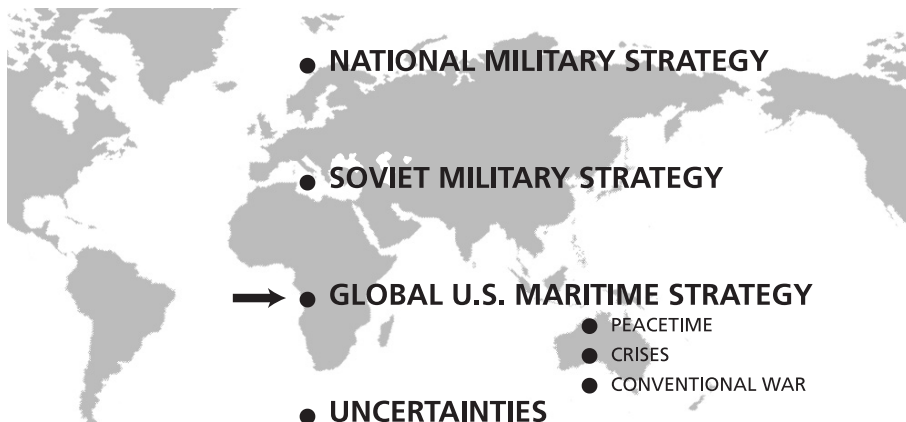 ● NATIONAL MILITARY STRATEGY
● SOVIET MILITARY STRATEGY
● GLOBAL U.S. MARITIME STRATEGY
● PEACETIME
● CRISES
● CONVENTIONAL WAR
● UNCERTAINTIES